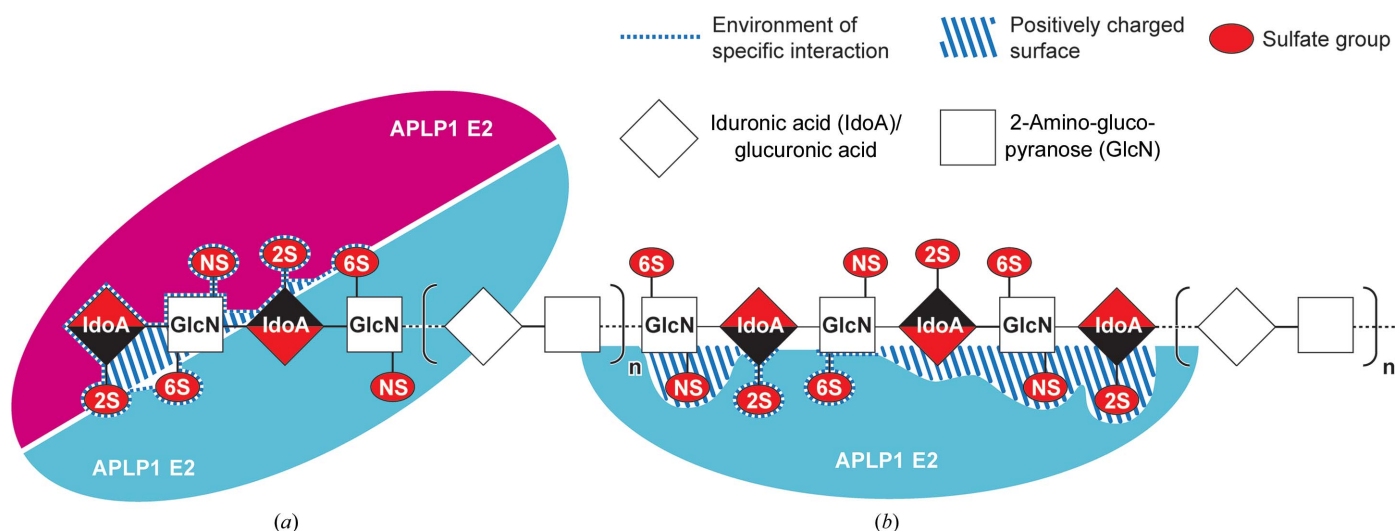 Environment of
specific interaction
Positively charged
surface
Sulfate group
Iduronic acid (IdoA)/
glucuronic acid
2-Amino-gluco-
pyranose (GlcN)
APLP1 E2
NS 2S 6S
IdoA GlcN IdoA GlcN
2S 6S NS
n
APLP1 E2
(a)
6S NS 2S 6S
GlcN IdoA GlcN IdoA GlcN IdoA
NS 2S 6S NS 2S
n
APLP1 E2
(b)